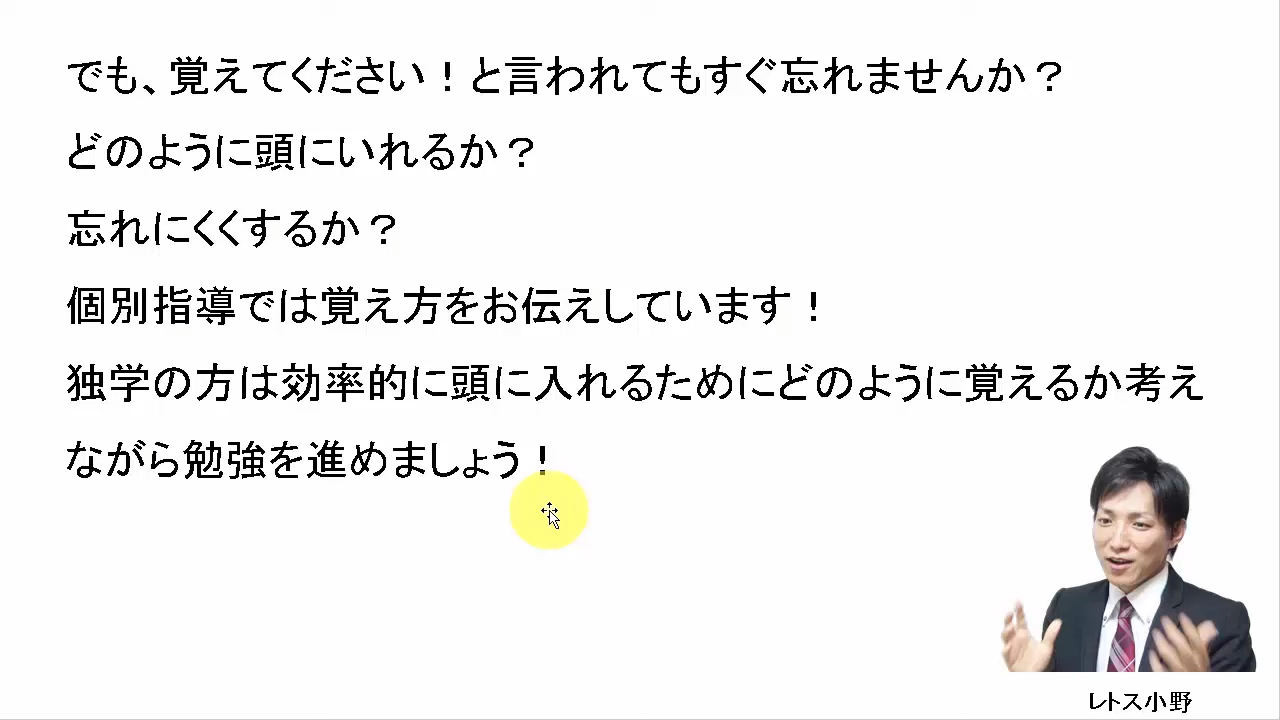 でも、覚えてください！と言われてもすぐ忘れませんか？
どのように頭にいれるか？
忘れにくくするか？
個別指導では覚え方をお伝えしています！
独学の方は効率的に頭に入れるためにどのように覚えるか考え
ながら勉強を進めましょう！
レトス小野